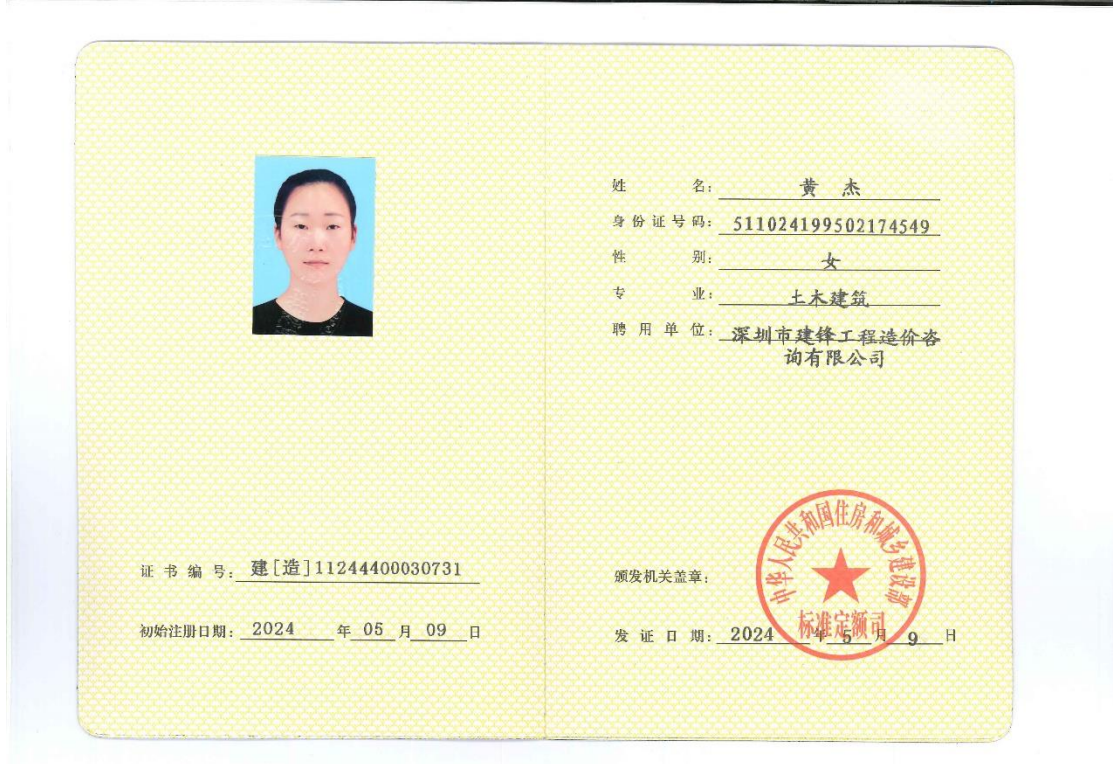 姓 名: 黄 杰
身份证号码: 511024199502174549
性 别: 女
专 业: 土木建筑
聘用单位: 深圳市建锋工程造价咨
询有限公司
证书编号: 建[造]11244400030731
初始注册日期: 2024 年 05 月 09 日
颁发机关盖章:
中华人民共和国住房和城乡建设部
标准定额司
发证日期: 2024 年 5 月 9 日